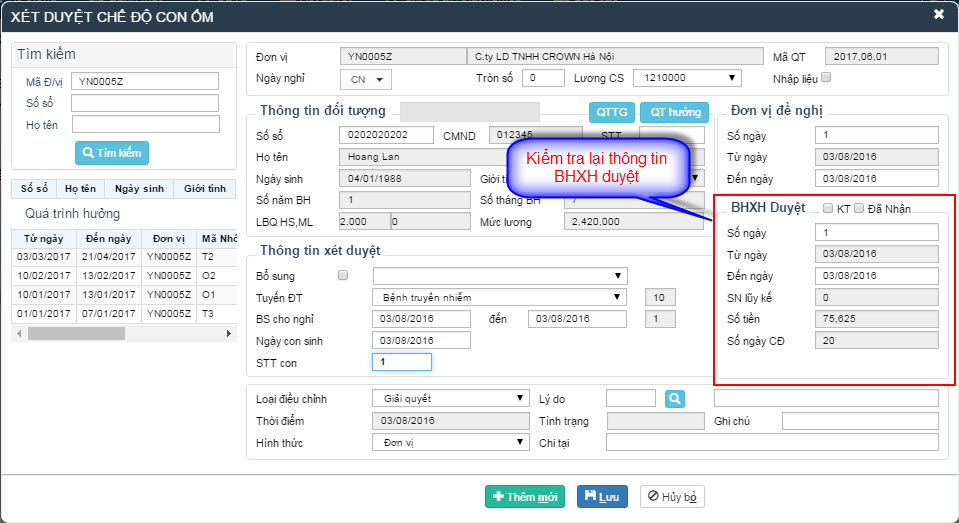 XÉT DUYỆT CHẾ ĐỘ CON ỐM
Tìm kiếm
Mã Đ/vị YN0005Z
Số sổ
Họ tên
Tìm kiếm
Số sổ Họ tên Ngày sinh Giới tính
Quá trình hưởng
Từ ngày Đến ngày Đơn vị Mã Nhó
03/03/2017 21/04/2017 YN0005Z T2
10/02/2017 13/02/2017 YN0005Z O2
10/01/2017 13/01/2017 YN0005Z O1
01/01/2017 07/01/2017 YN0005Z T3
Đơn vị YN0005Z C.ty LD TNHH CROWN Hà Nội Mã QT 2017,06,01
Ngày nghỉ CN Tròn số 0 Lương CS 1210000 Nhập liệu
Thông tin đối tượng QTTG QT hưởng
Số sổ 0202020202 CMND 012345 STT
Họ tên Hoang Lan
Ngày sinh 04/01/1988 Giới t
Số năm BH 1 Số tháng BH 7
LBQ HS,ML 2.000 0 Mức lương 2,420,000
Kiểm tra lại thông tin
BHXH duyệt
Đơn vị đề nghị
Số ngày 1
Từ ngày 03/08/2016
Đến ngày 03/08/2016
BHXH Duyệt KT Đã Nhận
Số ngày 1
Từ ngày 03/08/2016
Đến ngày 03/08/2016
SN lũy kế 0
Số tiền 75,625
Số ngày CĐ 20
Thông tin xét duyệt
Bổ sung
Tuyến ĐT Bệnh truyền nhiễm 10
BS cho nghỉ 03/08/2016 đến 03/08/2016 1
Ngày con sinh 03/08/2016
STT con 1
Loại điều chỉnh Giải quyết Lý do
Thời điểm 03/08/2016 Tình trạng Ghi chú
Hình thức Đơn vị Chi tại
Thêm mới Lưu Hủy bỏ